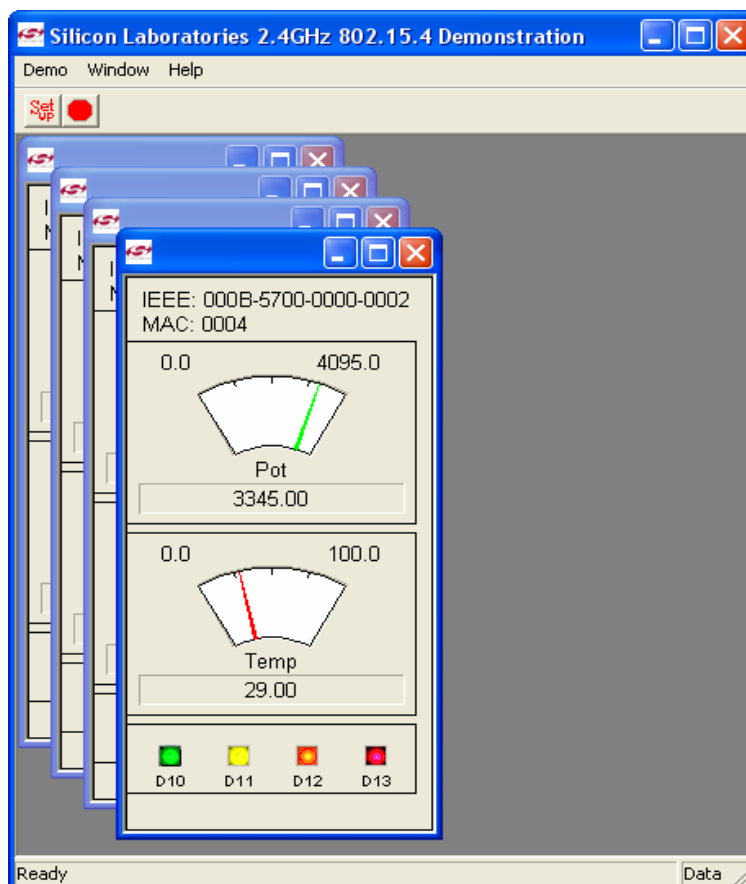 Silicon Laboratories 2.4GHz 802.15.4 Demonstration
Demo Window Help
Set UP
IEEE: 000B-5700-0000-0002
MAC: 0004
0.0 4095.0
Pot
3345.00
0.0 100.0
Temp
29.00
D10 D11 D12 D13
Ready Data